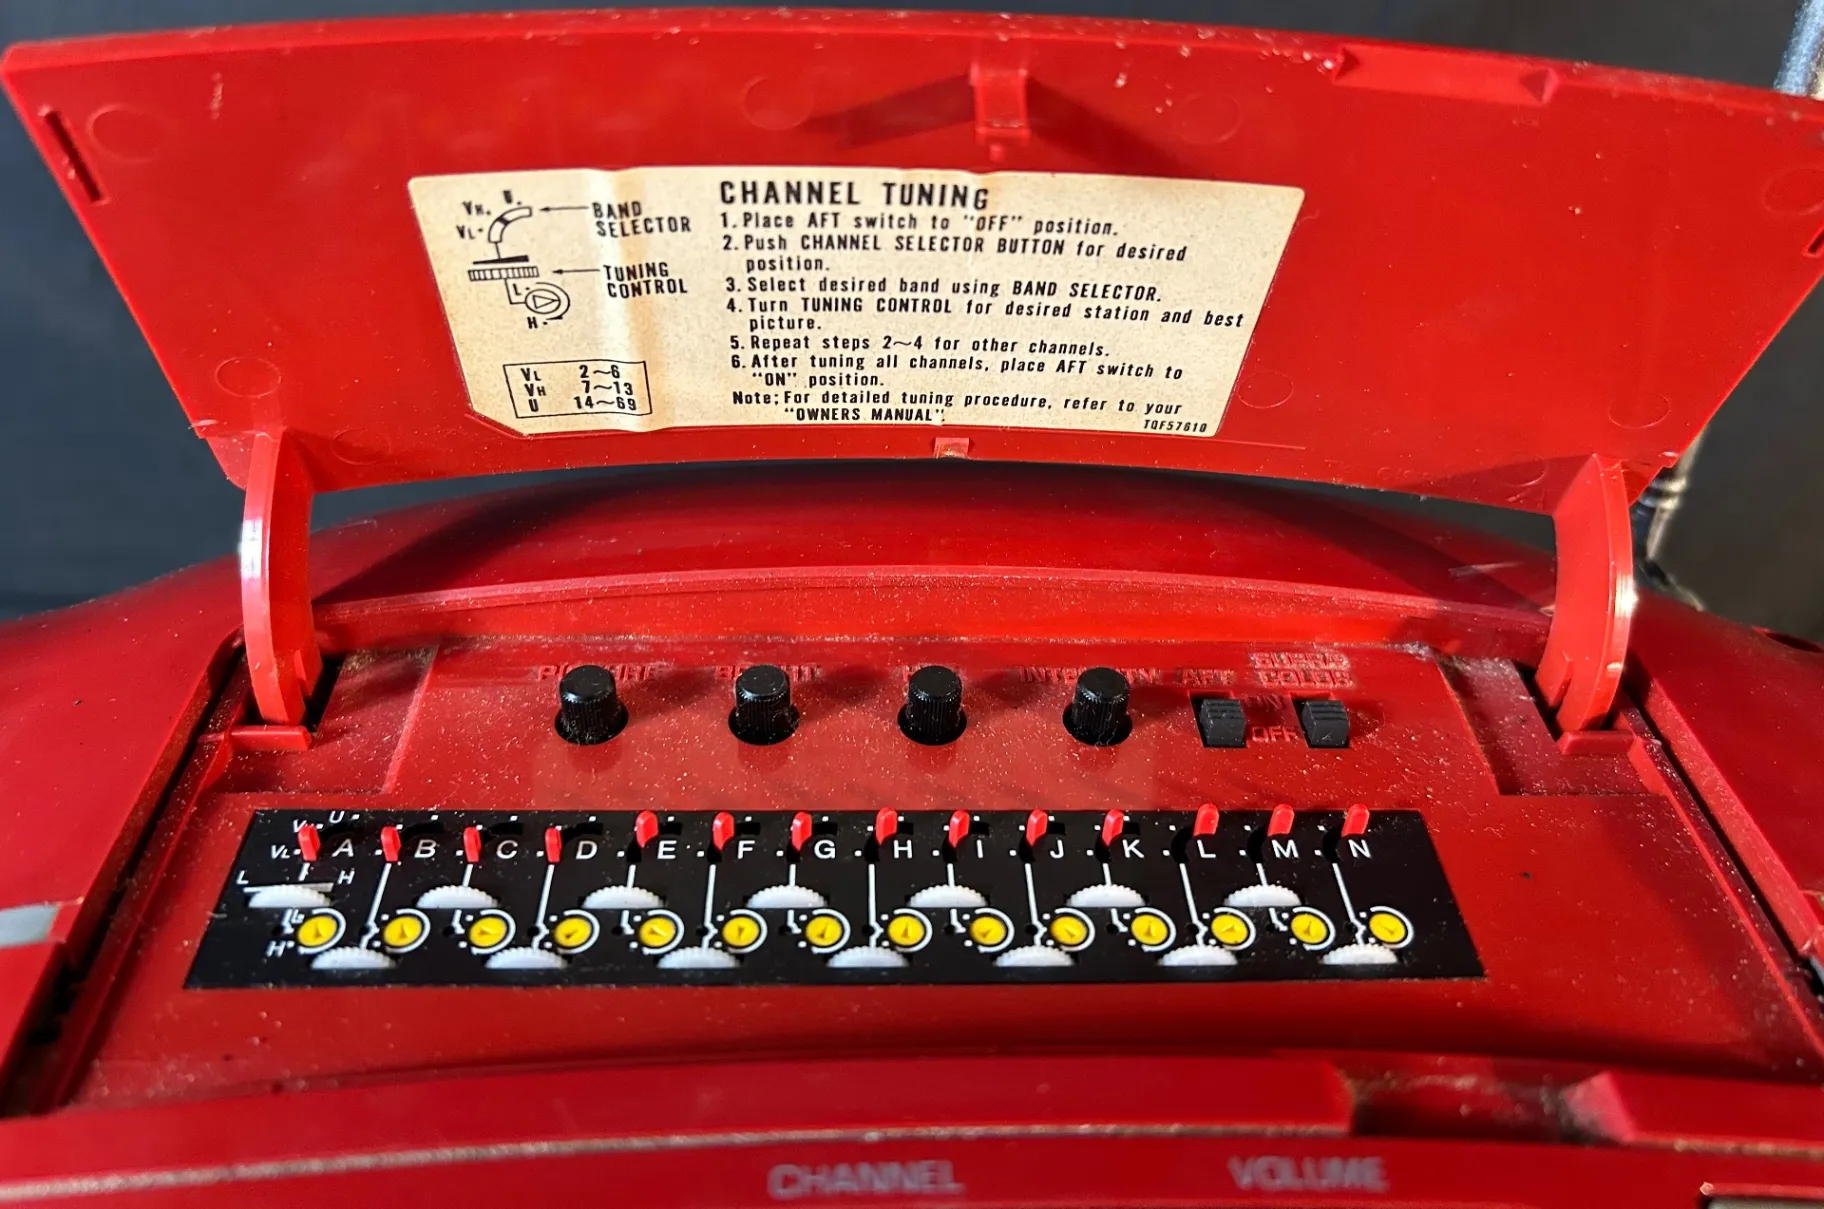 VH. U.
VL.
BAND
SELECTOR
TUNING
CONTROL
L.
H.
VL 2~6
VH 7~13
U 14~69
CHANNEL TUNING
1. Place AFT switch to "OFF" position.
2. Push CHANNEL SELECTOR BUTTON for desired
position.
3. Select desired band using BAND SELECTOR.
4. Turn TUNING CONTROL for desired station and best
picture.
5. Repeat steps 2~4 for other channels.
6. After tuning all channels, place AFT switch to
"ON" position.
Note; For detailed tuning procedure, refer to your
"OWNERS MANUAL".
TQF57610
AFT SUPRA COLOR
OFF
U
VL A B C D E F G H I J K L M N
L H
L
H
CHANNEL VOLUME